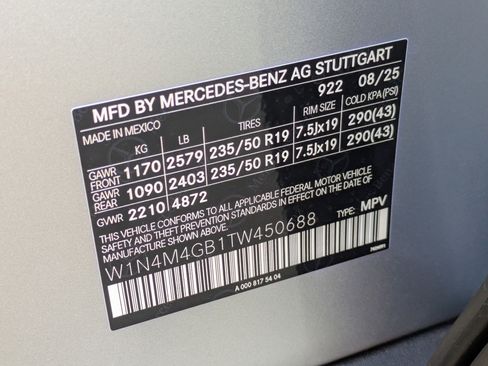 MFD BY MERCEDES-BENZ AG STUTTGART
922 08/25
MADE IN MEXICO
KG LB TIRES RIM SIZE COLD KPA(PSI)
GAWR FRONT 1170 2579 235/50 R19 7.5Jx19 290(43)
GAWR REAR 1090 2403 235/50 R19 7.5Jx19 290(43)
GVWR 2210 4872
THIS VEHICLE CONFORMS TO ALL APPLICABLE FEDERAL MOTOR VEHICLE
SAFETY AND THEFT PREVENTION STANDARDS IN EFFECT ON THE DATE OF
MANUFACTURE SHOWN ABOVE.
W1N4M4GB1TW450688 TYPE: MPV
A 000 817 54 04